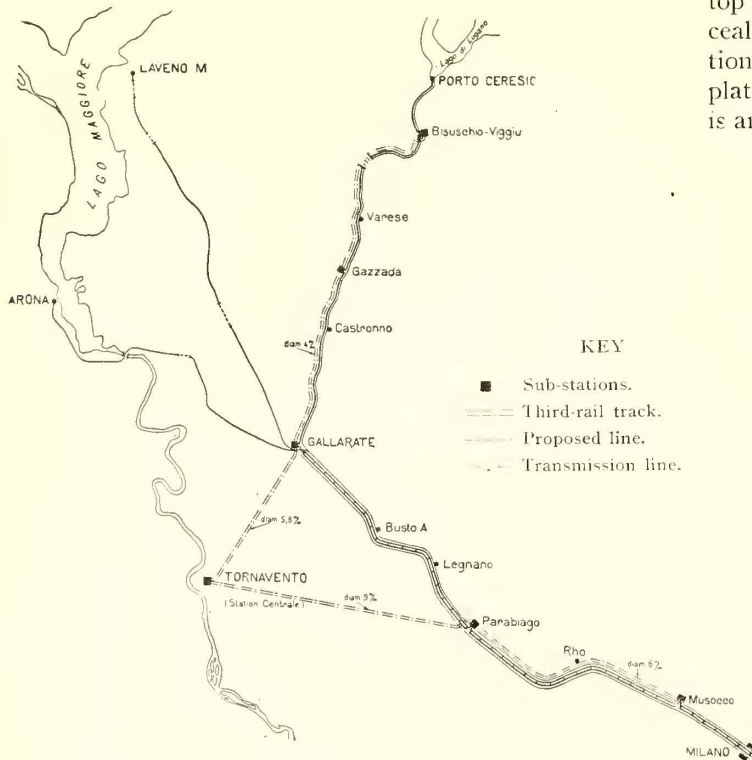 top
ceal
tion
plat
is ar
Lago di Lugano
PORTO CERESIO
LAVENO M
LAGO MAGGIORE
Bisuschio-Viggiù
Varese
Gazzada
ARONA
Castronno
diam 4%
KEY
Sub-stations.
Third-rail track.
Proposed line.
Transmission line.
GALLARATE
diam 5,8%
Busto A
Legnano
TORNAVENTO
(Station Centrale)
diam 9%
Parabiago
Rho
diam 6%
Musocco
MILANO